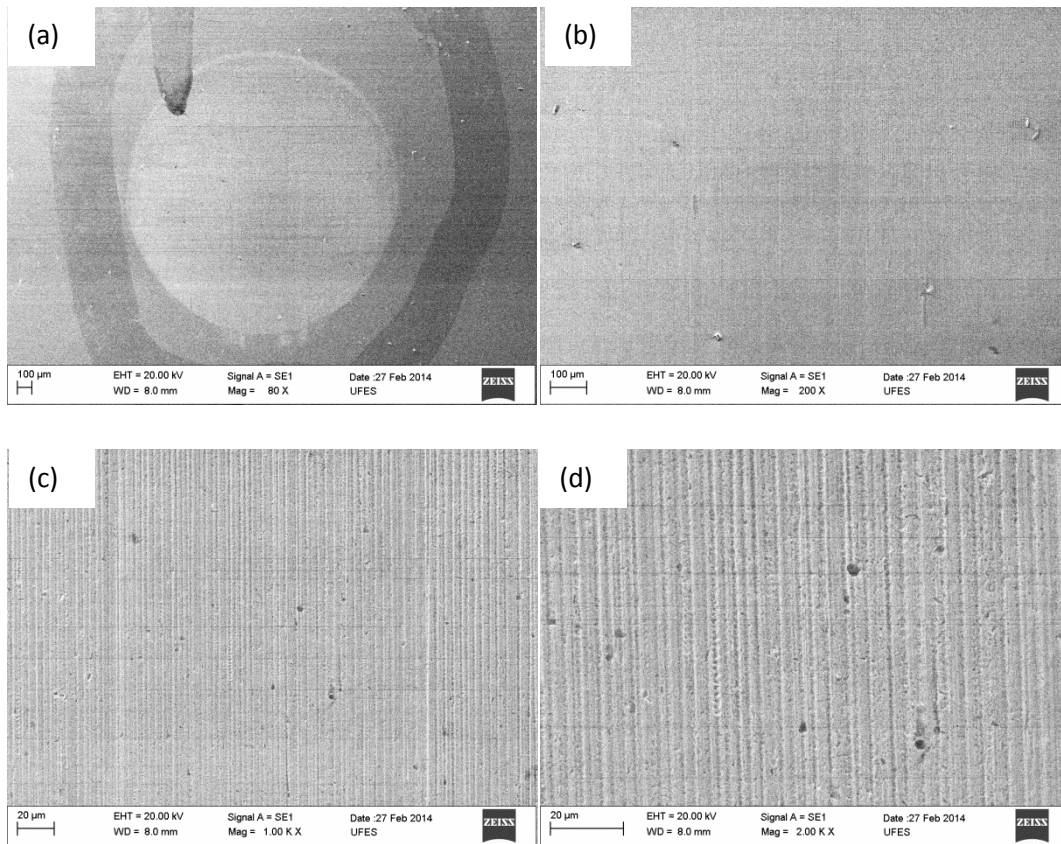 (a)
100 µm EHT = 20.00 kV Signal A = SE1 Date :27 Feb 2014
WD = 8.0 mm Mag = 80 X UFES
ZEISS
(b)
100 µm EHT = 20.00 kV Signal A = SE1 Date :27 Feb 2014
WD = 8.0 mm Mag = 200 X UFES
ZEISS
(c)
20 µm EHT = 20.00 kV Signal A = SE1 Date :27 Feb 2014
WD = 8.0 mm Mag = 1.00 K X UFES
ZEISS
(d)
20 µm EHT = 20.00 kV Signal A = SE1 Date :27 Feb 2014
WD = 8.0 mm Mag = 2.00 K X UFES
ZEISS